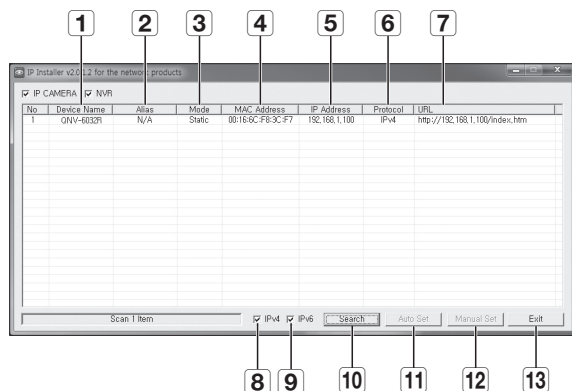 1 2 3 4 5 6 7
IP Installer v2.0.1.2 for the network products
IP CAMERA NVR
No Device Name Alias Mode MAC Address IP Address Protocol URL
1 QNV-6032R N/A Static 00:16:6C:F8:3C:F7 192,168,1,100 IPv4 http://192,168,1,100/index,htm
Scan 1 Item IPv4 IPv6 Search Auto Set Manual Set Exit
8 9 10 11 12 13